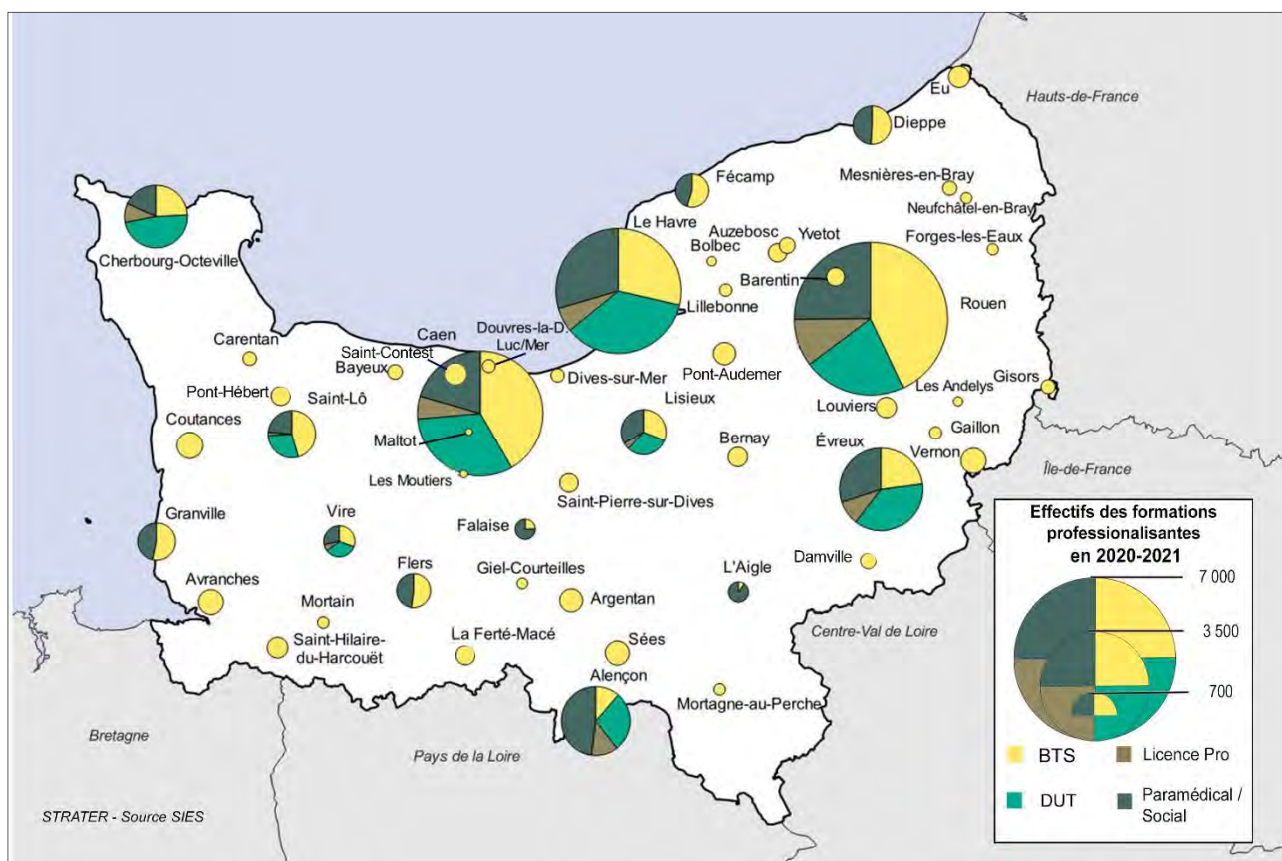 Eu
Hauts-de-France
Dieppe
Mesnières-en-Bray
Fécamp
Neufchâtel-en-Bray
Le Havre
Auzebosc
Yvetot
Forges-les-Eaux
Bolbec
Cherbourg-Octeville
Barentin
Rouen
Lillebonne
Caen
Douvres-la-D.
Luc/Mer
Carentan
Saint-Contest
Bayeux
Dives-sur-Mer
Pont-Audemer
Pont-Hébert
Saint-Lô
Lisieux
Les Andelys
Gisors
Louviers
Coutances
Maltot
Bernay
Gaillon
Évreux
Vernon
Les Moutiers
Île-de-France
Saint-Pierre-sur-Dives
Granville
Vire
Falaise
Flers
Giel-Courteilles
L'Aigle
Damville
Avranches
Argentan
Mortain
Centre-Val de Loire
Saint-Hilaire-
du-Harcouët
La Ferté-Macé
Sées
Alençon
Mortagne-au-Perche
Bretagne
Pays de la Loire
STRATER - Source SIES
Effectifs des formations
professionalisantes
en 2020-2021
7 000
3 500
700
BTS
Licence Pro
DUT
Paramédical /
Social